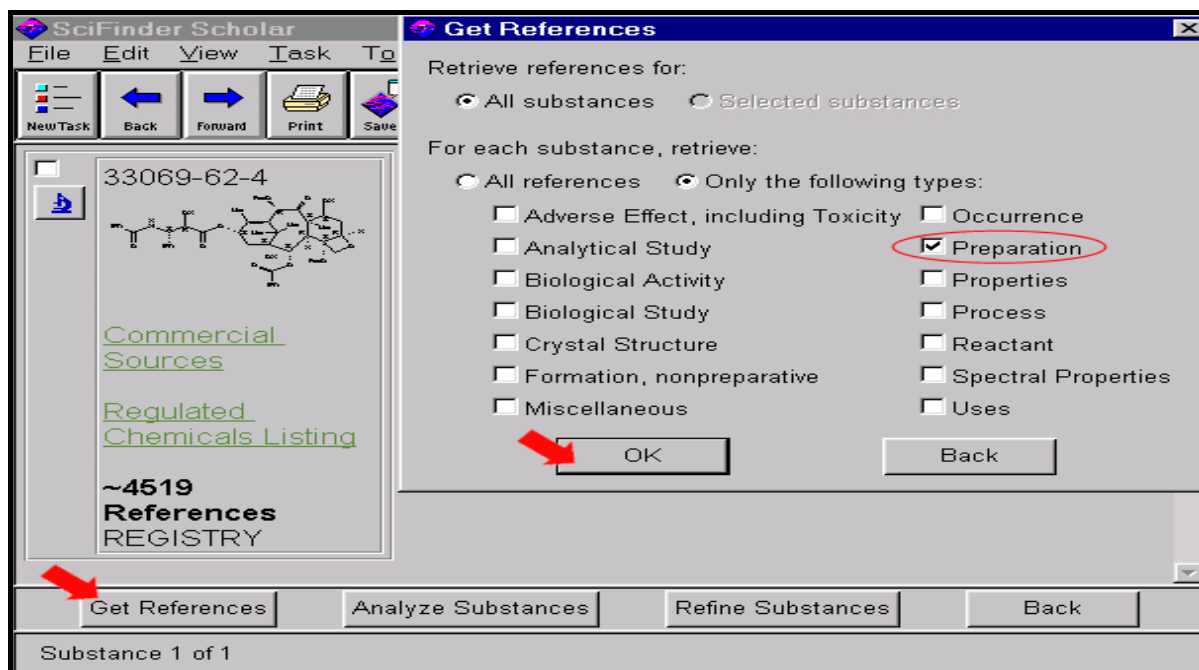 SciFinder Scholar
File Edit View Task To
NewTask Back Forward Print Save
33069-62-4
Commercial
Sources
Regulated
Chemicals Listing
~4519
References
REGISTRY
Get References
Retrieve references for:
All substances Selected substances
For each substance, retrieve:
All references Only the following types:
Adverse Effect, including Toxicity Occurrence
Analytical Study Preparation
Biological Activity Properties
Biological Study Process
Crystal Structure Reactant
Formation, nonpreparative Spectral Properties
Miscellaneous Uses
OK Back
Get References Analyze Substances Refine Substances Back
Substance 1 of 1